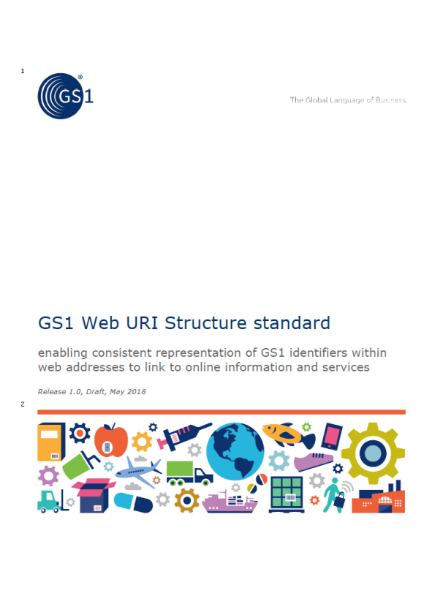 1
GS1
®
The Global Language of Business
GS1 Web URI Structure standard
enabling consistent representation of GS1 identifiers within
web addresses to link to online information and services
Release 1.0, Draft, May 2018
2